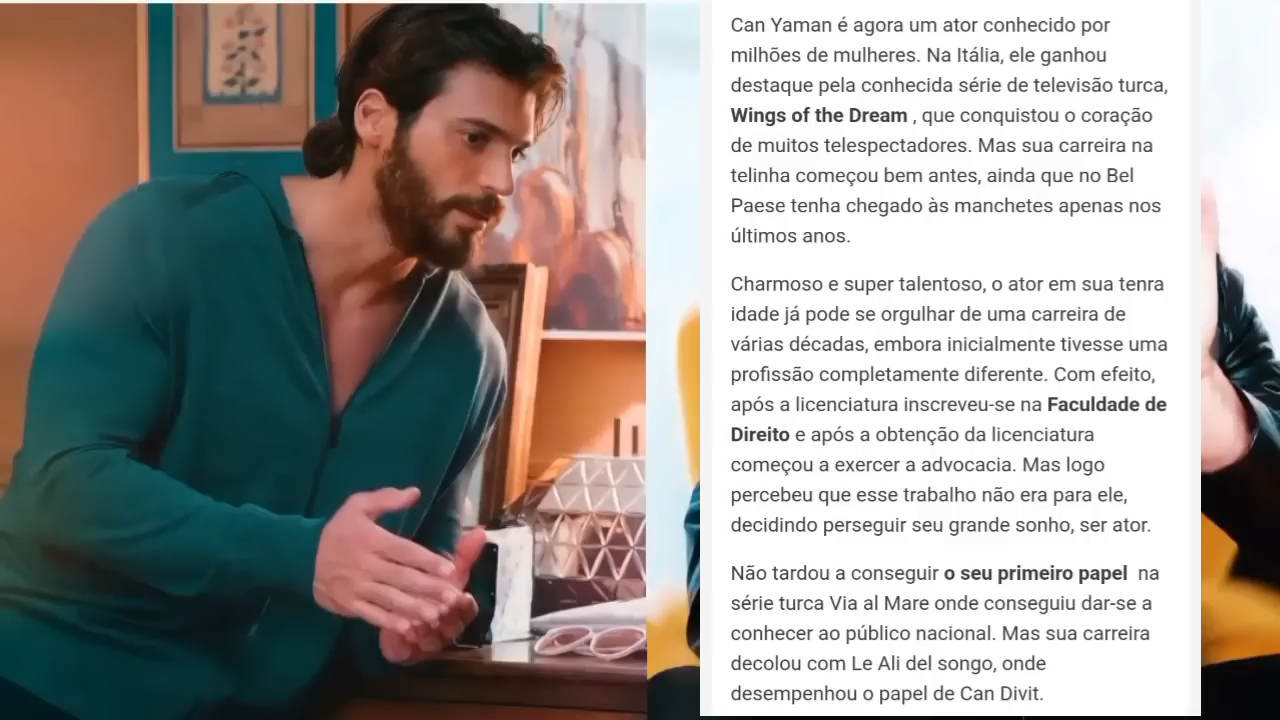 Can Yaman é agora um ator conhecido por
milhões de mulheres. Na Itália, ele ganhou
destaque pela conhecida série de televisão turca,
Wings of the Dream , que conquistou o coração
de muitos telespectadores. Mas sua carreira na
telinha começou bem antes, ainda que no Bel
Paese tenha chegado às manchetes apenas nos
últimos anos.
Charmoso e super talentoso, o ator em sua tenra
idade já pode se orgulhar de uma carreira de
várias décadas, embora inicialmente tivesse uma
profissão completamente diferente. Com efeito,
após a licenciatura inscreveu-se na Faculdade de
Direito e após a obtenção da licenciatura
começou a exercer a advocacia. Mas logo
percebeu que esse trabalho não era para ele,
decidindo perseguir seu grande sonho, ser ator.
Não tardou a conseguir o seu primeiro papel na
série turca Via al Mare onde conseguiu dar-se a
conhecer ao público nacional. Mas sua carreira
decolou com Le Ali del songo, onde
desempenhou o papel de Can Divit.